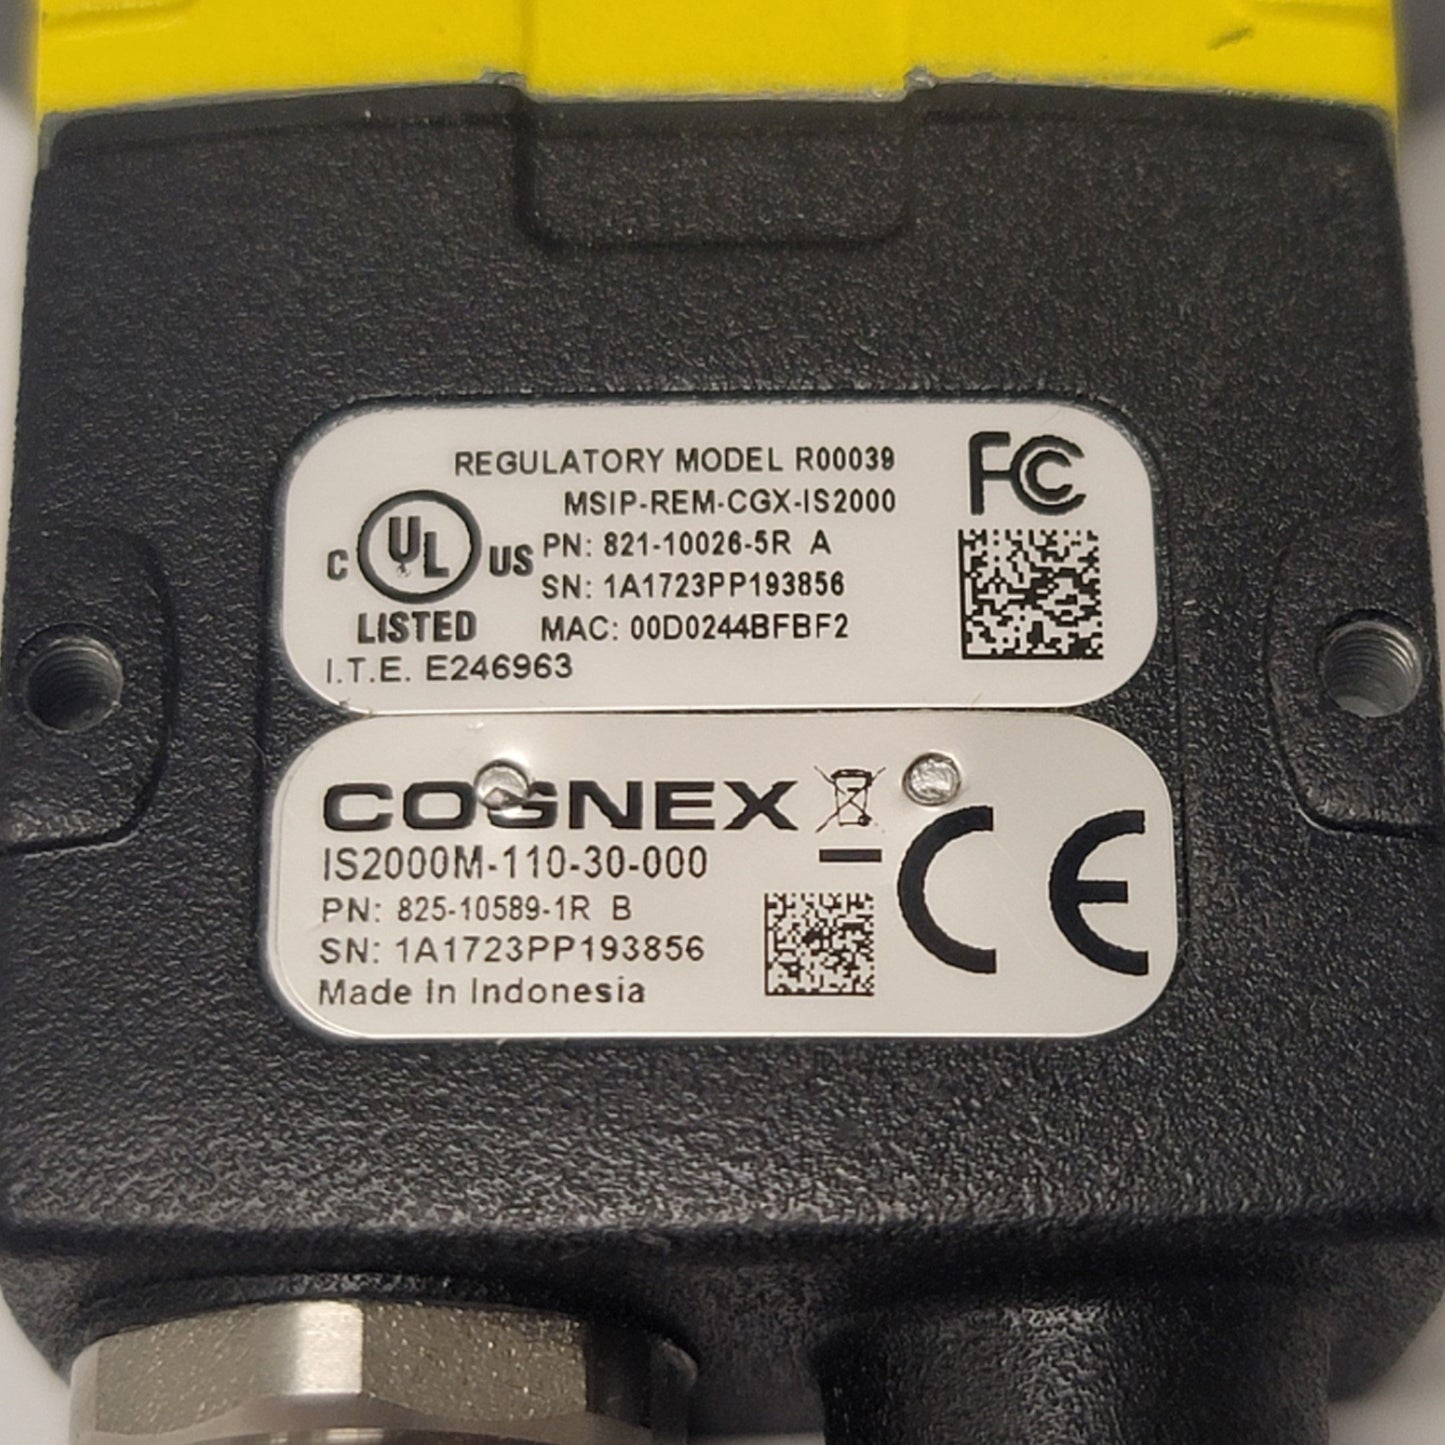 REGULATORY MODEL R00039
MSIP-REM-CGX-IS2000
FC
C UL US
LISTED
PN: 821-10026-5R A
SN: 1A1723PP193856
MAC: 00D0244BFBF2
I.T.E. E246963
COGNEX
CE
IS2000M-110-30-000
PN: 825-10589-1R B
SN: 1A1723PP193856
Made In Indonesia